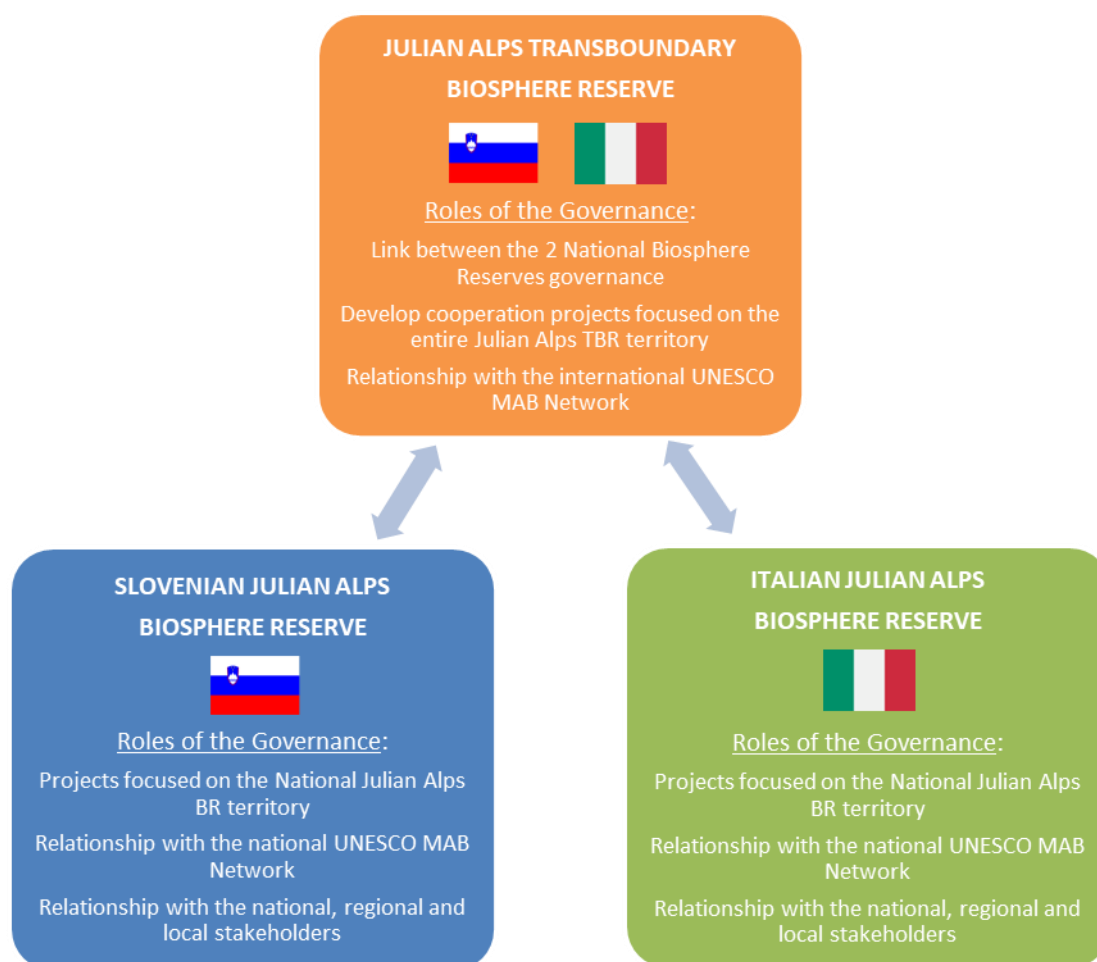 JULIAN ALPS TRANSBOUNDARY
BIOSPHERE RESERVE
Roles of the Governance:
Link between the 2 National Biosphere
Reserves governance
Develop cooperation projects focused on the
entire Julian Alps TBR territory
Relationship with the international UNESCO
MAB Network
SLOVENIAN JULIAN ALPS
BIOSPHERE RESERVE
Roles of the Governance:
Projects focused on the National Julian Alps
BR territory
Relationship with the national UNESCO MAB
Network
Relationship with the national, regional and
local stakeholders
ITALIAN JULIAN ALPS
BIOSPHERE RESERVE
Roles of the Governance:
Projects focused on the National Julian Alps
BR territory
Relationship with the national UNESCO MAB
Network
Relationship with the national, regional and
local stakeholders